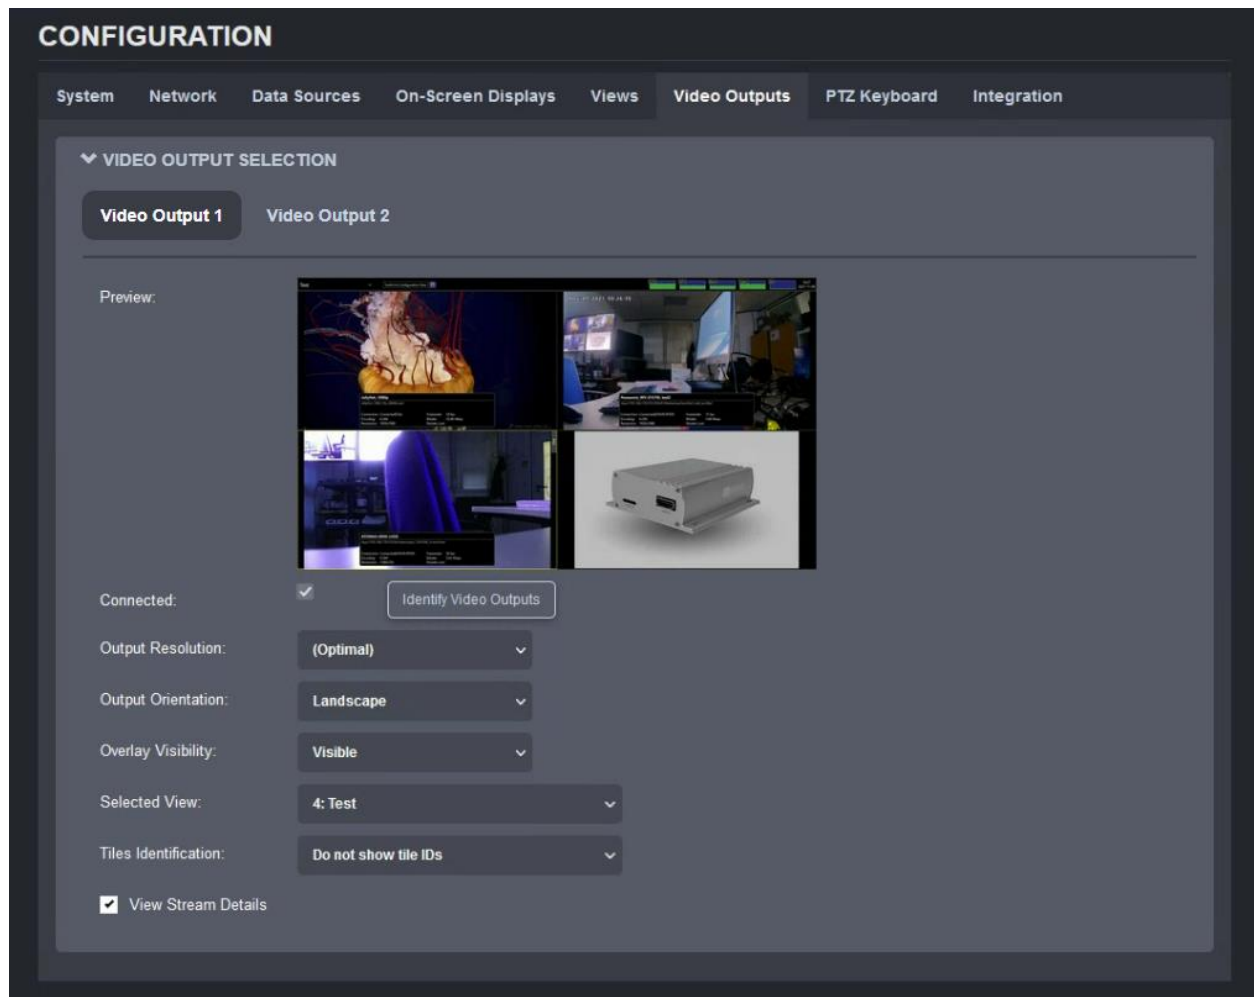 CONFIGURATION
System Network Data Sources On-Screen Displays Views Video Outputs PTZ Keyboard Integration
VIDEO OUTPUT SELECTION
Video Output 1 Video Output 2
Preview:
Connected: Identify Video Outputs
Output Resolution: (Optimal)
Output Orientation: Landscape
Overlay Visibility: Visible
Selected View: 4: Test
Tiles Identification: Do not show tile IDs
View Stream Details